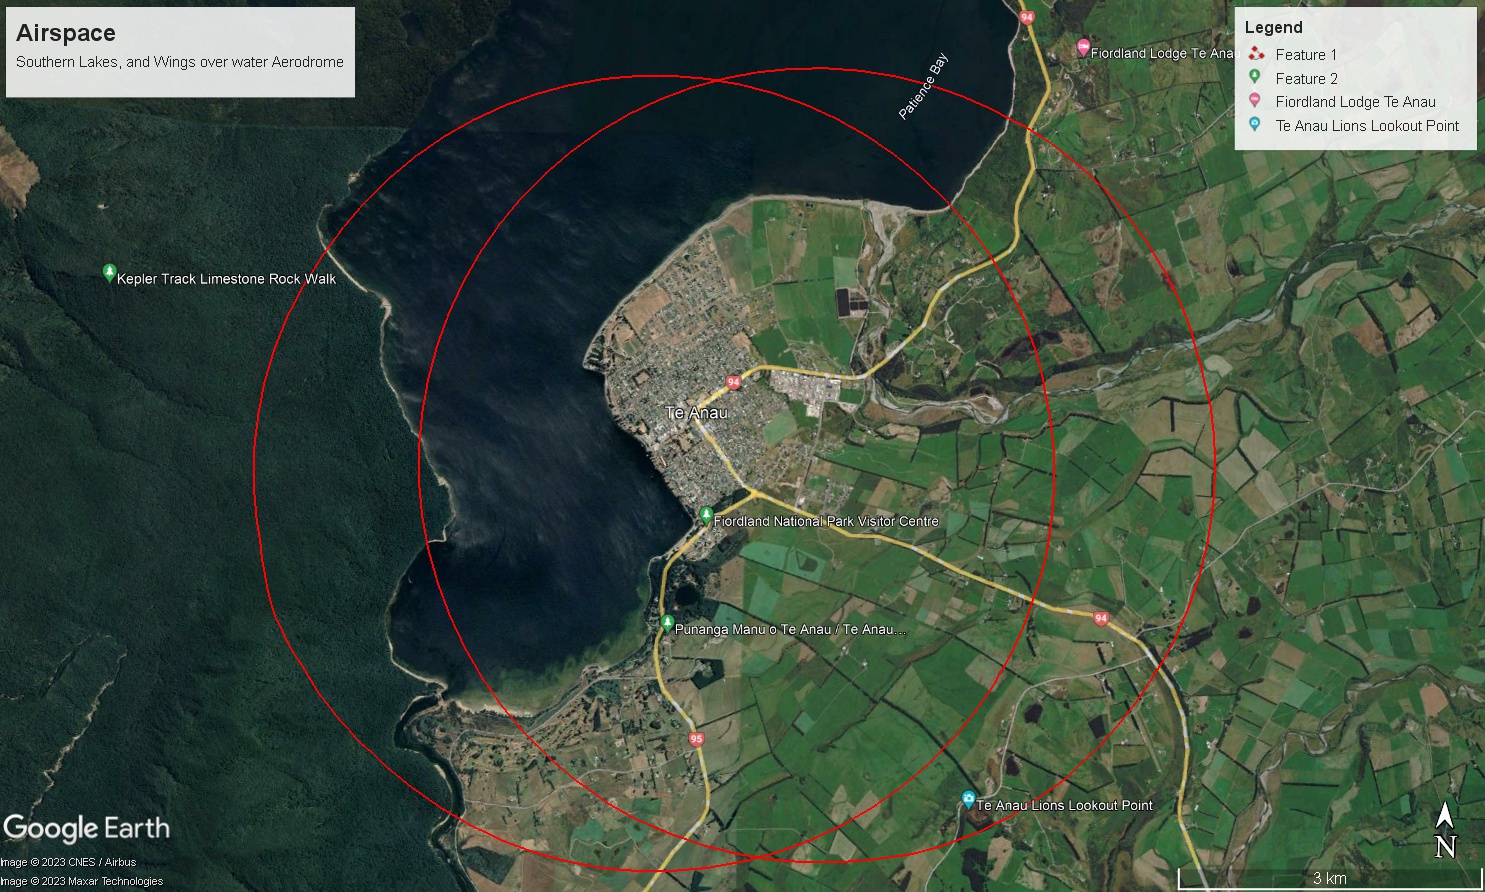 Airspace
Southern Lakes, and Wings over water Aerodrome
Legend
Feature 1
Feature 2
Fiordland Lodge Te Anau
Te Anau Lions Lookout Point
94
Fiordland Lodge Te Anau
Patience Bay
Kepler Track Limestone Rock Walk
94
Te Anau
Fiordland National Park Visitor Centre
94
Punanga Manu o Te Anau / Te Anau...
95
Te Anau Lions Lookout Point
Google Earth
Image © 2023 CNES / Airbus
Image © 2023 Maxar Technologies
N
3 km